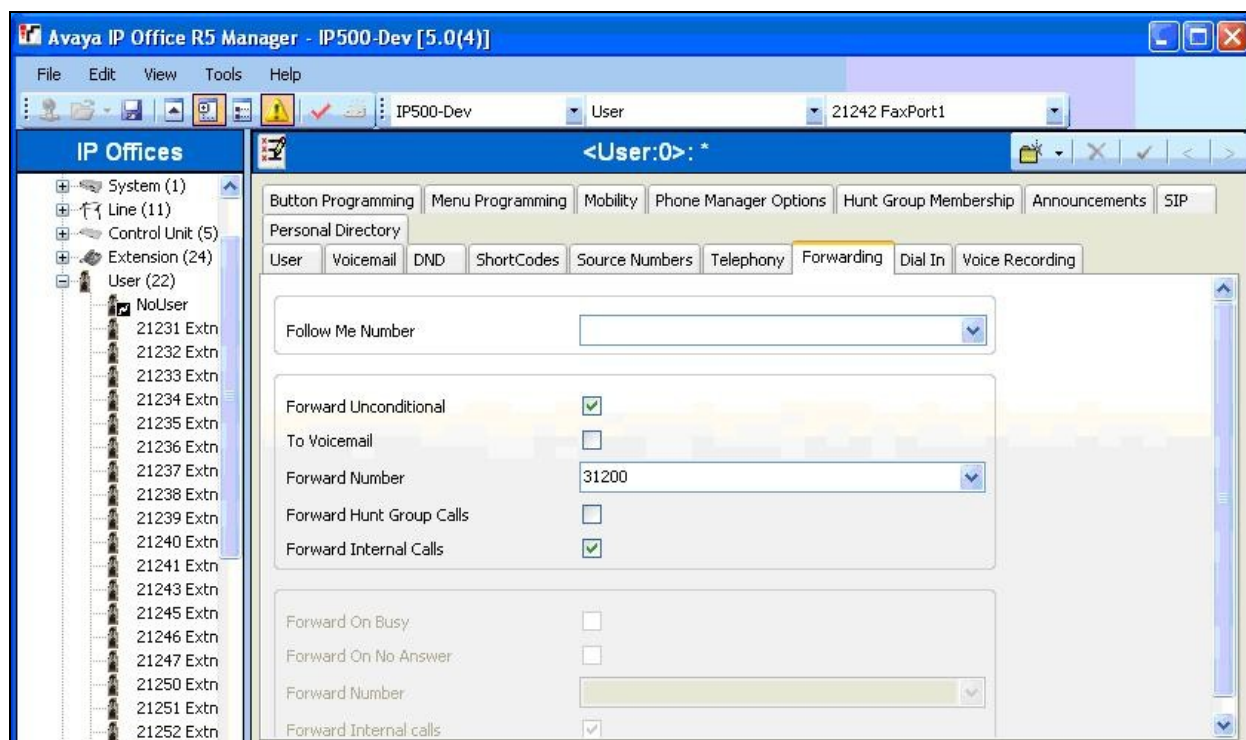 Avaya IP Office R5 Manager - IP500-Dev [5.0(4)]
File Edit View Tools Help
IP500-Dev User 21242 FaxPort1
IP Offices
System (1)
Line (11)
Control Unit (5)
Extension (24)
User (22)
NoUser
21231 Extn
21232 Extn
21233 Extn
21234 Extn
21235 Extn
21236 Extn
21237 Extn
21238 Extn
21239 Extn
21240 Extn
21241 Extn
21243 Extn
21245 Extn
21246 Extn
21247 Extn
21250 Extn
21251 Extn
21252 Extn
<User:0>: *
Button Programming Menu Programming Mobility Phone Manager Options Hunt Group Membership Announcements SIP
Personal Directory
User Voicemail DND ShortCodes Source Numbers Telephony Forwarding Dial In Voice Recording
Follow Me Number
Forward Unconditional
To Voicemail
Forward Number 31200
Forward Hunt Group Calls
Forward Internal Calls
Forward On Busy
Forward On No Answer
Forward Number
Forward Internal calls